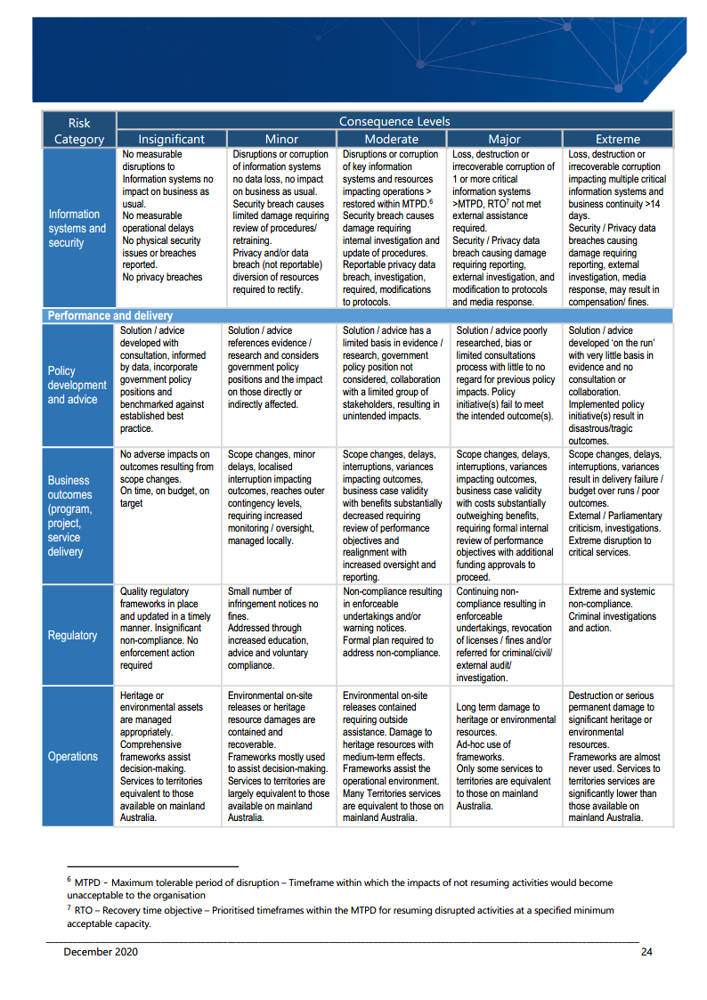 Risk
Category
Consequence Levels
Insignificant
Minor
Moderate
Major
Extreme
Information
systems and
security
No measurable
disruptions to
Information systems no
impact on business as
usual.
No measurable
operational delays
No physical security
issues or breaches
reported.
No privacy breaches
Disruptions or corruption
of information systems
no data loss, no impact
on business as usual.
Security breach causes
limited damage requiring
review of procedures/
retraining.
Privacy and/or data
breach (not reportable)
diversion of resources
required to rectify.
Disruptions or corruption
of key information
systems and resources
impacting operations >
restored within MTPD.⁶
Security breach causes
damage requiring
internal investigation and
update of procedures.
Reportable privacy data
breach, investigation,
required, modifications
to protocols.
Loss, destruction or
irrecoverable corruption of
1 or more critical
information systems
>MTPD, RTO⁷ not met
external assistance
required.
Security / Privacy data
breach causing damage
requiring reporting,
external investigation, and
modification to protocols
and media response.
Loss, destruction or
irrecoverable corruption
impacting multiple critical
information systems and
business continuity >14
days.
Security / Privacy data
breaches causing
damage requiring
reporting, external
investigation, media
response, may result in
compensation/ fines.
Performance and delivery
Policy
development
and advice
Solution / advice
developed with
consultation, informed
by data, incorporate
government policy
positions and
benchmarked against
established best
practice.
Solution / advice
references evidence /
research and considers
government policy
positions and the impact
on those directly or
indirectly affected.
Solution / advice has a
limited basis in evidence /
research, government
policy position not
considered, collaboration
with a limited group of
stakeholders, resulting in
unintended impacts.
Solution / advice poorly
researched, bias or
limited consultations
process with little to no
regard for previous policy
impacts. Policy
initiative(s) fail to meet
the intended outcome(s).
Solution / advice
developed ‘on the run’
with very little basis in
evidence and no
consultation or
collaboration.
Implemented policy
initiative(s) result in
disastrous/tragic
outcomes.
Business
outcomes
(program,
project,
service
delivery
No adverse impacts on
outcomes resulting from
scope changes.
On time, on budget, on
target
Scope changes, minor
delays, localised
interruption impacting
outcomes, reaches outer
contingency levels,
requiring increased
monitoring / oversight,
managed locally.
Scope changes, delays,
interruptions, variances
impacting outcomes,
business case validity
with benefits substantially
decreased requiring
review of performance
objectives and
realignment with
increased oversight and
reporting.
Scope changes, delays,
interruptions, variances
impacting outcomes,
business case validity
with costs substantially
outweighing benefits,
requiring formal internal
review of performance
objectives with additional
funding approvals to
proceed.
Scope changes, delays,
interruptions, variances
result in delivery failure /
budget over runs / poor
outcomes.
External / Parliamentary
criticism, investigations.
Extreme disruption to
critical services.
Regulatory
Quality regulatory
frameworks in place
and updated in a timely
manner. Insignificant
non-compliance. No
enforcement action
required
Small number of
infringement notices no
fines.
Addressed through
increased education,
advice and voluntary
compliance.
Non-compliance resulting
in enforceable
undertakings and/or
warning notices.
Formal plan required to
address non-compliance.
Continuing non-
compliance resulting in
enforceable
undertakings, revocation
of licenses / fines and/or
referred for criminal/civil/
external audit/
investigation.
Extreme and systemic
non-compliance.
Criminal investigations
and action.
Operations
Heritage or
environmental assets
are managed
appropriately.
Comprehensive
frameworks assist
decision-making.
Services to territories
equivalent to those
available on mainland
Australia.
Environmental on-site
releases or heritage
resource damages are
contained and
recoverable.
Frameworks mostly used
to assist decision-making.
Services to territories are
largely equivalent to those
available on mainland
Australia.
Environmental on-site
releases contained
requiring outside
assistance. Damage to
heritage resources with
medium-term effects.
Frameworks assist the
operational environment.
Many Territories services
are equivalent to those on
mainland Australia.
Long term damage to
heritage or environmental
resources.
Ad-hoc use of
frameworks.
Only some services to
territories are equivalent
to those on mainland
Australia.
Destruction or serious
permanent damage to
significant heritage or
environmental
resources.
Frameworks are almost
never used. Services to
territories services are
significantly lower than
those available on
mainland Australia.
⁶ MTPD - Maximum tolerable period of disruption – Timeframe within which the impacts of not resuming activities would become
unacceptable to the organisation
⁷ RTO – Recovery time objective – Prioritised timeframes within the MTPD for resuming disrupted activities at a specified minimum
acceptable capacity.
December 2020
24